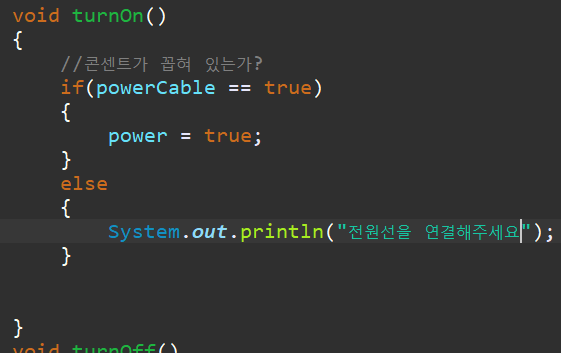 void turnOn()
{
//콘센트가 꼽혀 있는가?
if(powerCable == true)
{
power = true;
}
else
{
System.out.println("전원선을 연결해주세요");
}
}
void turnOff()